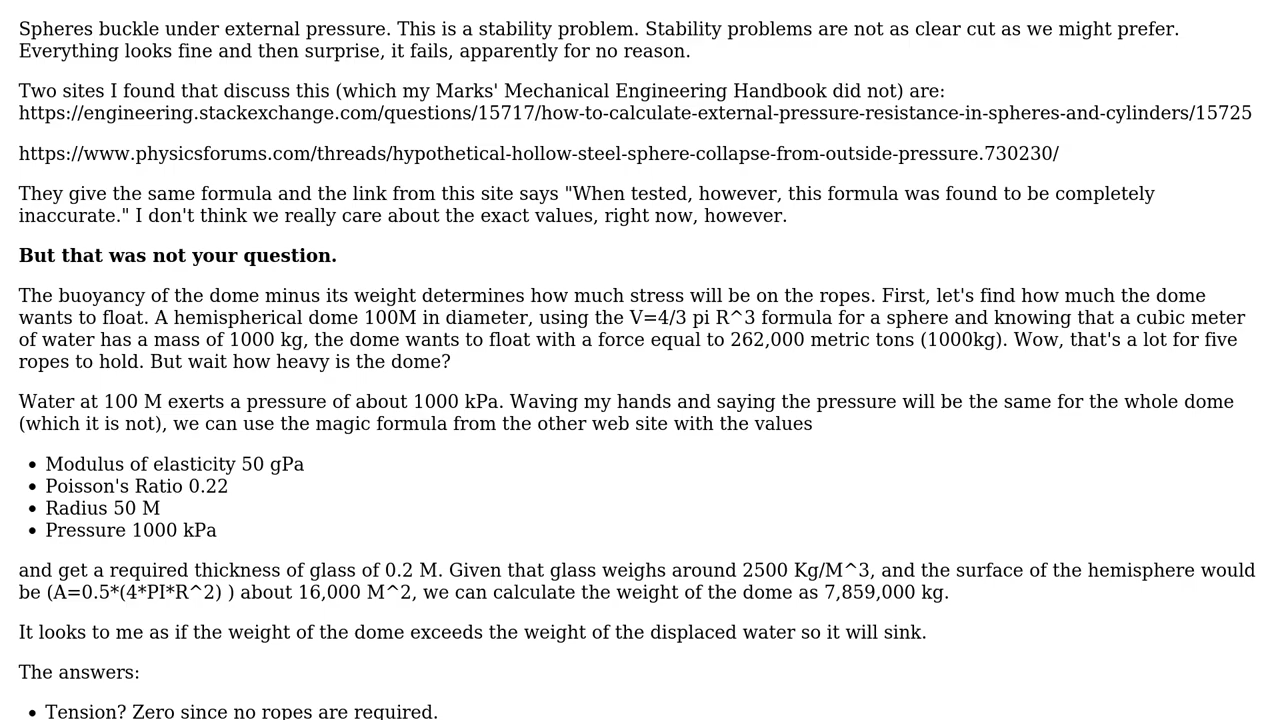 Spheres buckle under external pressure. This is a stability problem. Stability problems are not as clear cut as we might prefer.
Everything looks fine and then surprise, it fails, apparently for no reason.
Two sites I found that discuss this (which my Marks' Mechanical Engineering Handbook did not) are:
https://engineering.stackexchange.com/questions/15717/how-to-calculate-external-pressure-resistance-in-spheres-and-cylinders/15725
https://www.physicsforums.com/threads/hypothetical-hollow-steel-sphere-collapse-from-outside-pressure.730230/
They give the same formula and the link from this site says "When tested, however, this formula was found to be completely
inaccurate." I don't think we really care about the exact values, right now, however.
But that was not your question.
The buoyancy of the dome minus its weight determines how much stress will be on the ropes. First, let's find how much the dome
wants to float. A hemispherical dome 100M in diameter, using the V=4/3 pi R^3 formula for a sphere and knowing that a cubic meter
of water has a mass of 1000 kg, the dome wants to float with a force equal to 262,000 metric tons (1000kg). Wow, that's a lot for five
ropes to hold. But wait how heavy is the dome?
Water at 100 M exerts a pressure of about 1000 kPa. Waving my hands and saying the pressure will be the same for the whole dome
(which it is not), we can use the magic formula from the other web site with the values
• Modulus of elasticity 50 gPa
• Poisson's Ratio 0.22
• Radius 50 M
• Pressure 1000 kPa
and get a required thickness of glass of 0.2 M. Given that glass weighs around 2500 Kg/M^3, and the surface of the hemisphere would
be (A=0.5*(4*PI*R^2) ) about 16,000 M^2, we can calculate the weight of the dome as 7,859,000 kg.
It looks to me as if the weight of the dome exceeds the weight of the displaced water so it will sink.
The answers:
• Tension? Zero since no ropes are required.